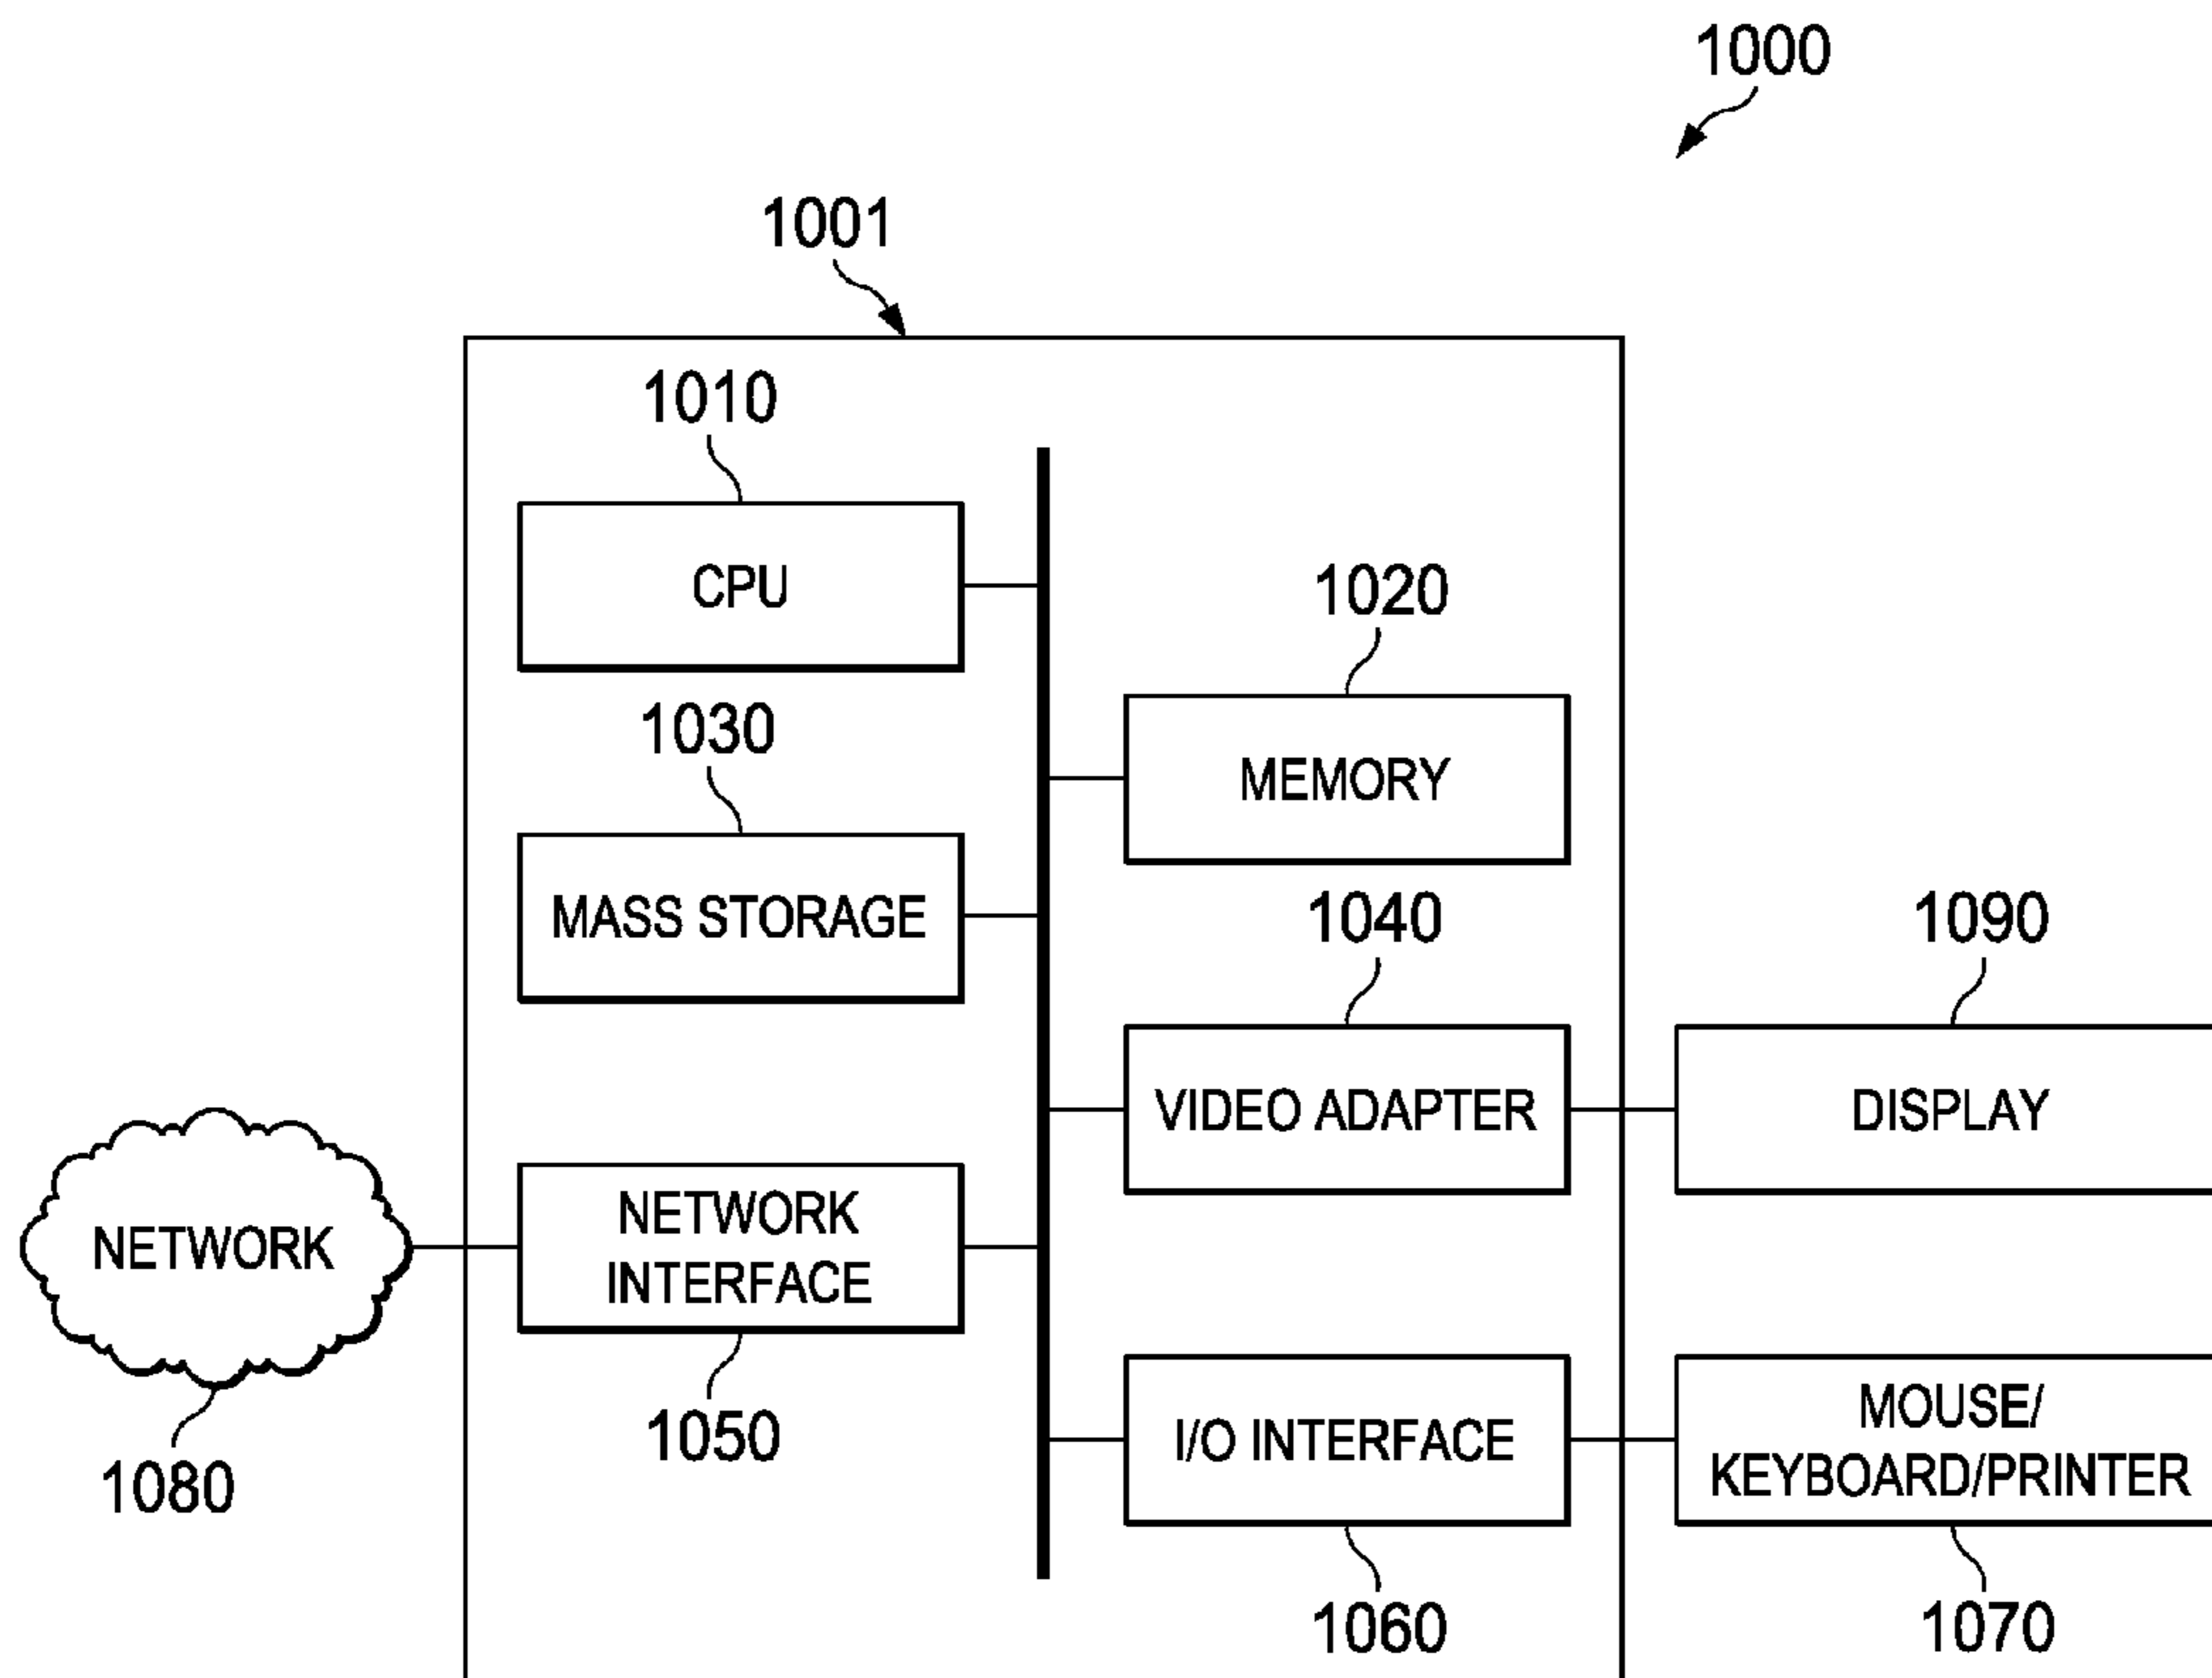 1000
1001
1010
CPU
1020
1030
MEMORY
MASS STORAGE
1040
1090
VIDEO ADAPTER
DISPLAY
NETWORK
NETWORK
INTERFACE
1080
1050
I/O INTERFACE
MOUSE/
KEYBOARD/PRINTER
1060
1070